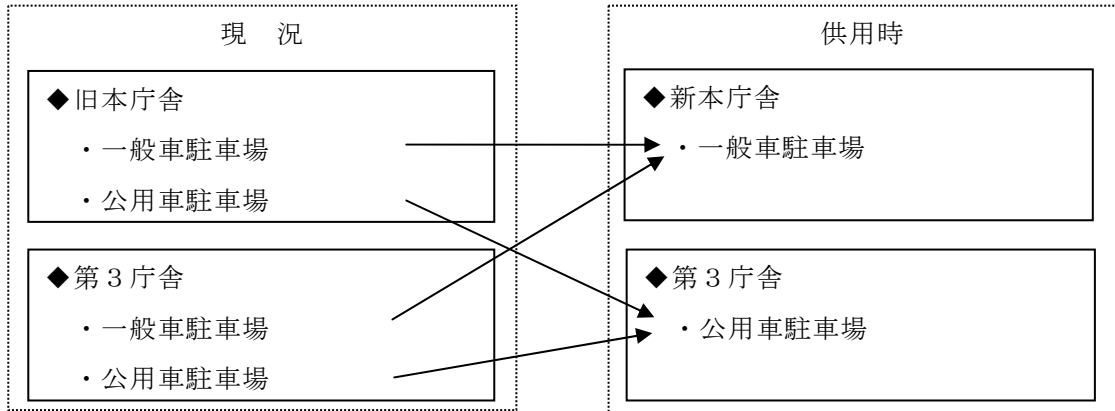 現　況
◆旧本庁舎
・一般車駐車場
・公用車駐車場
◆第３庁舎
・一般車駐車場
・公用車駐車場
供用時
◆新本庁舎
・一般車駐車場
◆第３庁舎
・公用車駐車場